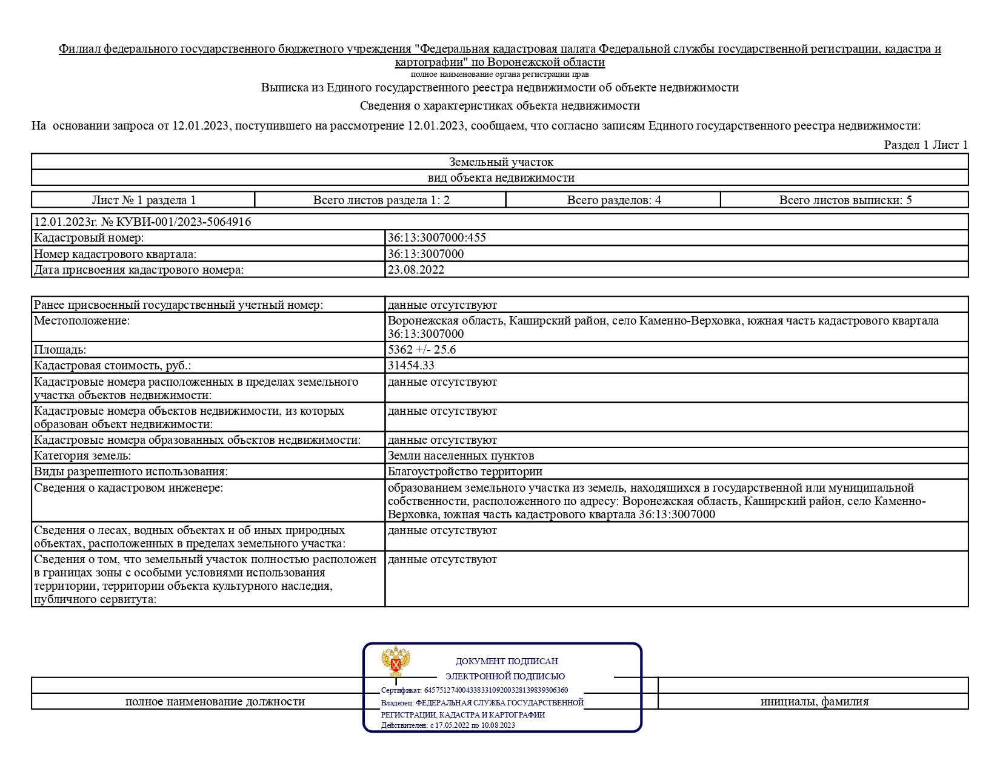 Филиал федерального государственного бюджетного учреждения "Федеральная кадастровая палата Федеральной службы государственной регистрации, кадастра и
картографии" по Воронежской области
полное наименование органа регистрации прав
Выписка из Единого государственного реестра недвижимости об объекте недвижимости
Сведения о характеристиках объекта недвижимости
На основании запроса от 12.01.2023, поступившего на рассмотрение 12.01.2023, сообщаем, что согласно записям Единого государственного реестра недвижимости:
Раздел 1 Лист 1
Земельный участок
вид объекта недвижимости
Лист № 1 раздела 1 Всего листов раздела 1: 2 Всего разделов: 4 Всего листов выписки: 5
12.01.2023г. № КУВИ-001/2023-5064916
Кадастровый номер: 36:13:3007000:455
Номер кадастрового квартала: 36:13:3007000
Дата присвоения кадастрового номера: 23.08.2022
Ранее присвоенный государственный учетный номер: данные отсутствуют
Местоположение: Воронежская область, Каширский район, село Каменно-Верховка, южная часть кадастрового квартала
36:13:3007000
Площадь: 5362 +/- 25.6
Кадастровая стоимость, руб.: 31454.33
Кадастровые номера расположенных в пределах земельного данные отсутствуют
участка объектов недвижимости:
Кадастровые номера объектов недвижимости, из которых данные отсутствуют
образован объект недвижимости:
Кадастровые номера образованных объектов недвижимости: данные отсутствуют
Категория земель: Земли населенных пунктов
Виды разрешенного использования: Благоустройство территории
Сведения о кадастровом инженере: образованием земельного участка из земель, находящихся в государственной или муниципальной
собственности, расположенного по адресу: Воронежская область, Каширский район, село Каменно-
Верховка, южная часть кадастрового квартала 36:13:3007000
Сведения о лесах, водных объектах и об иных природных данные отсутствуют
объектах, расположенных в пределах земельного участка:
Сведения о том, что земельный участок полностью расположен данные отсутствуют
в границах зоны с особыми условиями использования
территории, территории объекта культурного наследия,
публичного сервитута:
ДОКУМЕНТ ПОДПИСАН
ЭЛЕКТРОННОЙ ПОДПИСЬЮ
Сертификат: 64575127400433833109200328139839306360
Владелец: ФЕДЕРАЛЬНАЯ СЛУЖБА ГОСУДАРСТВЕННОЙ
РЕГИСТРАЦИИ, КАДАСТРА И КАРТОГРАФИИ
Действителен: с 17.05.2022 по 10.08.2023
полное наименование должности инициалы, фамилия